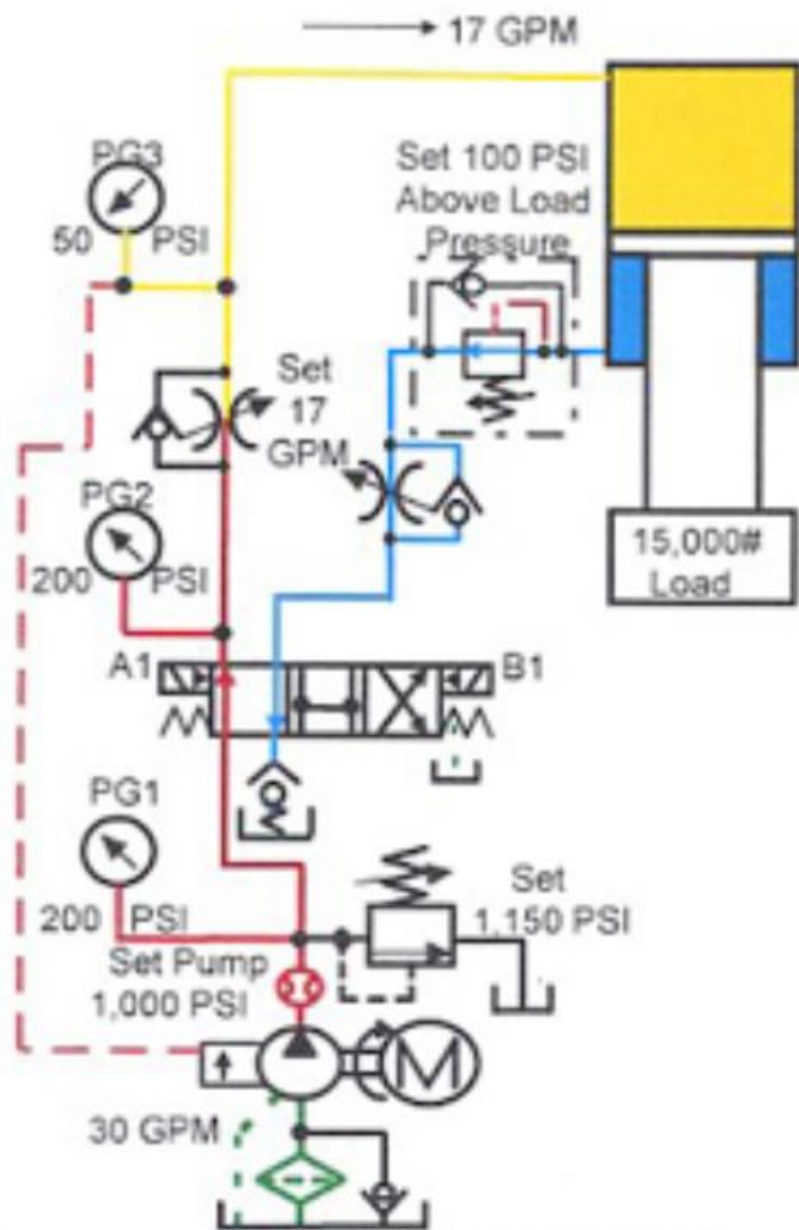 17 GPM
PG3
50 PSI
Set 100 PSI
Above Load
Pressure
Set
17
GPM
PG2
200 PSI
15,000#
Load
A1
B1
PG1
200 PSI
Set
1,150 PSI
Set Pump
1,000 PSI
M
30 GPM